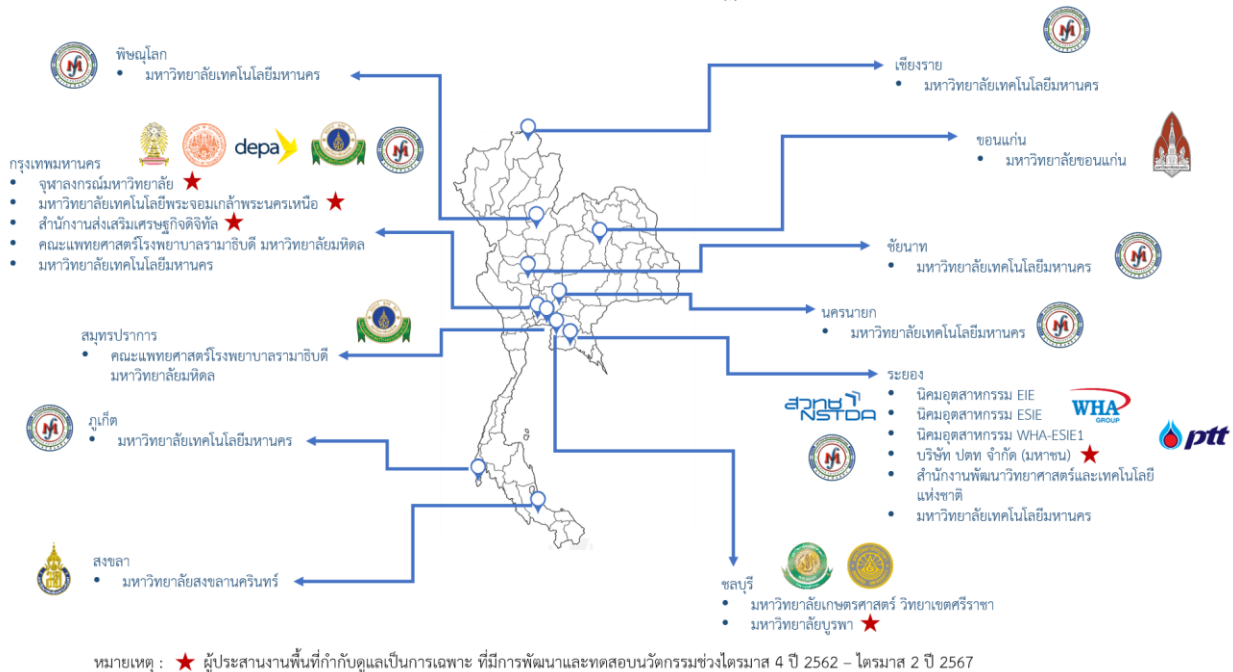 พิษณุโลก
• มหาวิทยาลัยเทคโนโลยีมหานคร
เชียงราย
• มหาวิทยาลัยเทคโนโลยีมหานคร
depa
กรุงเทพมหานคร
• จุฬาลงกรณ์มหาวิทยาลัย ★
• มหาวิทยาลัยเทคโนโลยีพระจอมเกล้าพระนครเหนือ ★
• สำนักงานส่งเสริมเศรษฐกิจดิจิทัล ★
• คณะแพทยศาสตร์โรงพยาบาลรามาธิบดี มหาวิทยาลัยมหิดล
• มหาวิทยาลัยเทคโนโลยีมหานคร
ขอนแก่น
• มหาวิทยาลัยขอนแก่น
ชัยนาท
• มหาวิทยาลัยเทคโนโลยีมหานคร
นครนายก
• มหาวิทยาลัยเทคโนโลยีมหานคร
สมุทรปราการ
• คณะแพทยศาสตร์โรงพยาบาลรามาธิบดี
มหาวิทยาลัยมหิดล
ระยอง
• นิคมอุตสาหกรรม EIE
• นิคมอุตสาหกรรม ESIE
• นิคมอุตสาหกรรม WHA-ESIE1
• บริษัท ปตท จำกัด (มหาชน) ★
• สำนักงานพัฒนาวิทยาศาสตร์และเทคโนโลยี
แห่งชาติ
• มหาวิทยาลัยเทคโนโลยีมหานคร
สวทช
NSTDA
WHA
GROUP
ptt
ภูเก็ต
• มหาวิทยาลัยเทคโนโลยีมหานคร
สงขลา
• มหาวิทยาลัยสงขลานครินทร์
ชลบุรี
• มหาวิทยาลัยเกษตรศาสตร์ วิทยาเขตศรีราชา
• มหาวิทยาลัยบูรพา ★
หมายเหตุ : ★ ผู้ประสานงานพื้นที่กำกับดูแลเป็นการเฉพาะ ที่มีการพัฒนาและทดสอบนวัตกรรมช่วงไตรมาส 4 ปี 2562 – ไตรมาส 2 ปี 2567